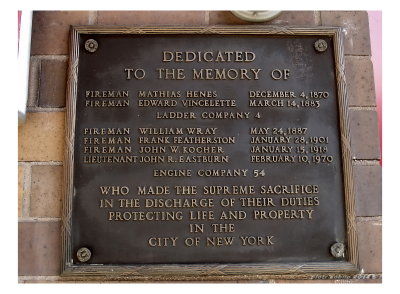 DEDICATED
TO THE MEMORY OF
FIREMAN MATHIAS HENES DECEMBER 4, 1870
FIREMAN EDWARD VINCELETTE MARCH 14, 1883
LADDER COMPANY 4
FIREMAN WILLIAM WRAY MAY 24, 1887
FIREMAN FRANK FEATHERSTON JANUARY 28, 1901
FIREMAN JOHN W. KOCHER JANUARY 15, 1918
LIEUTENANT JOHN R. EASTBURN FEBRUARY 10, 1970
ENGINE COMPANY 54
WHO MADE THE SUPREME SACRIFICE
IN THE DISCHARGE OF THEIR DUTIES
PROTECTING LIFE AND PROPERTY
IN THE
CITY OF NEW YORK